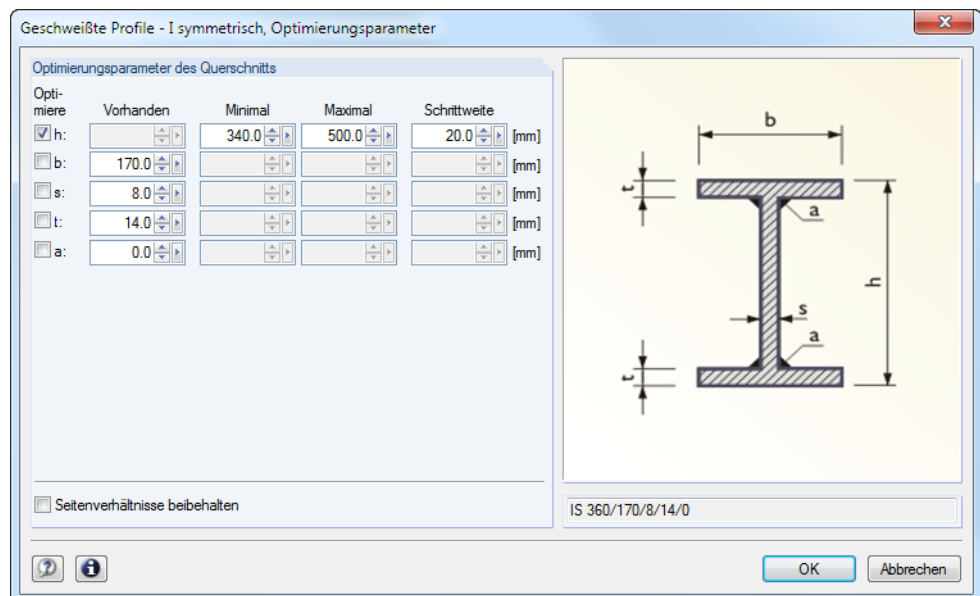 Geschweißte Profile - I symmetrisch, Optimierungsparameter
Optimierungsparameter des Querschnitts
Opti-
miere Vorhanden Minimal Maximal Schrittweite
h: 340.0 500.0 20.0 [mm]
b: 170.0 [mm]
s: 8.0 [mm]
t: 14.0 [mm]
a: 0.0 [mm]
Seitenverhältnisse beibehalten
b
t
a
h
s
a
t
IS 360/170/8/14/0
OK Abbrechen